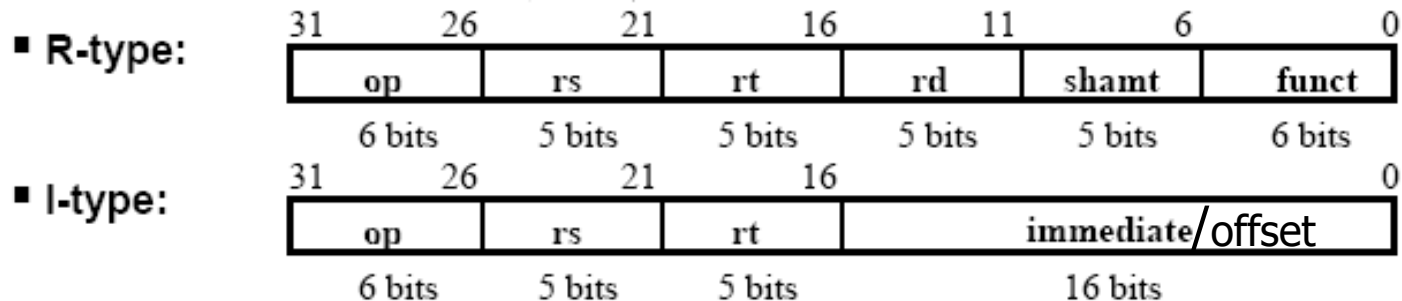 31 26 21 16 11 6 0
▪ R-type:
op rs rt rd shamt funct
6 bits 5 bits 5 bits 5 bits 5 bits 6 bits
31 26 21 16 0
▪ I-type:
op rs rt immediate/offset
6 bits 5 bits 5 bits 16 bits